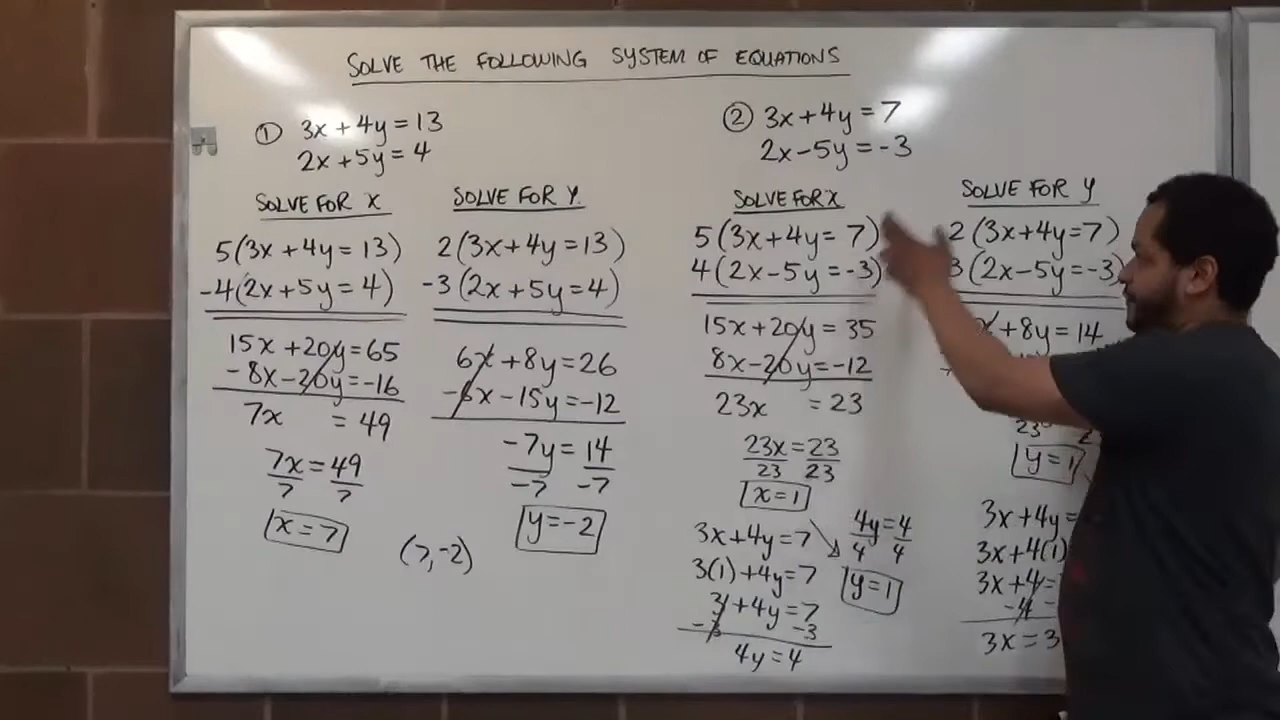 SOLVE THE FOLLOWING SYSTEM OF EQUATIONS
① 3x+4y=13
2x+5y=4
SOLVE FOR X
5(3x+4y=13)
-4(2x+5y=4)
15x+20y=65
-8x-20y=-16
7x =49
7x=49
7 7
x=7
SOLVE FOR Y
2(3x+4y=13)
-3(2x+5y=4)
6x+8y=26
-6x-15y=-12
-7y=14
-7 -7
y=-2
(7,-2)
② 3x+4y=7
2x-5y=-3
SOLVE FOR X
5(3x+4y=7)
4(2x-5y=-3)
15x+20y=35
8x-20y=-12
23x =23
23x=23
23 23
x=1
3x+4y=7
3(1)+4y=7
3+4y=7
-3 -3
4y=4
4y=4
4 4
y=1
SOLVE FOR Y
2(3x+4y=7)
3(2x-5y=-3)
+8y=14
23
y=1
3x+4y=
3x+4(1)
3x+4=
-4 -
3x=3